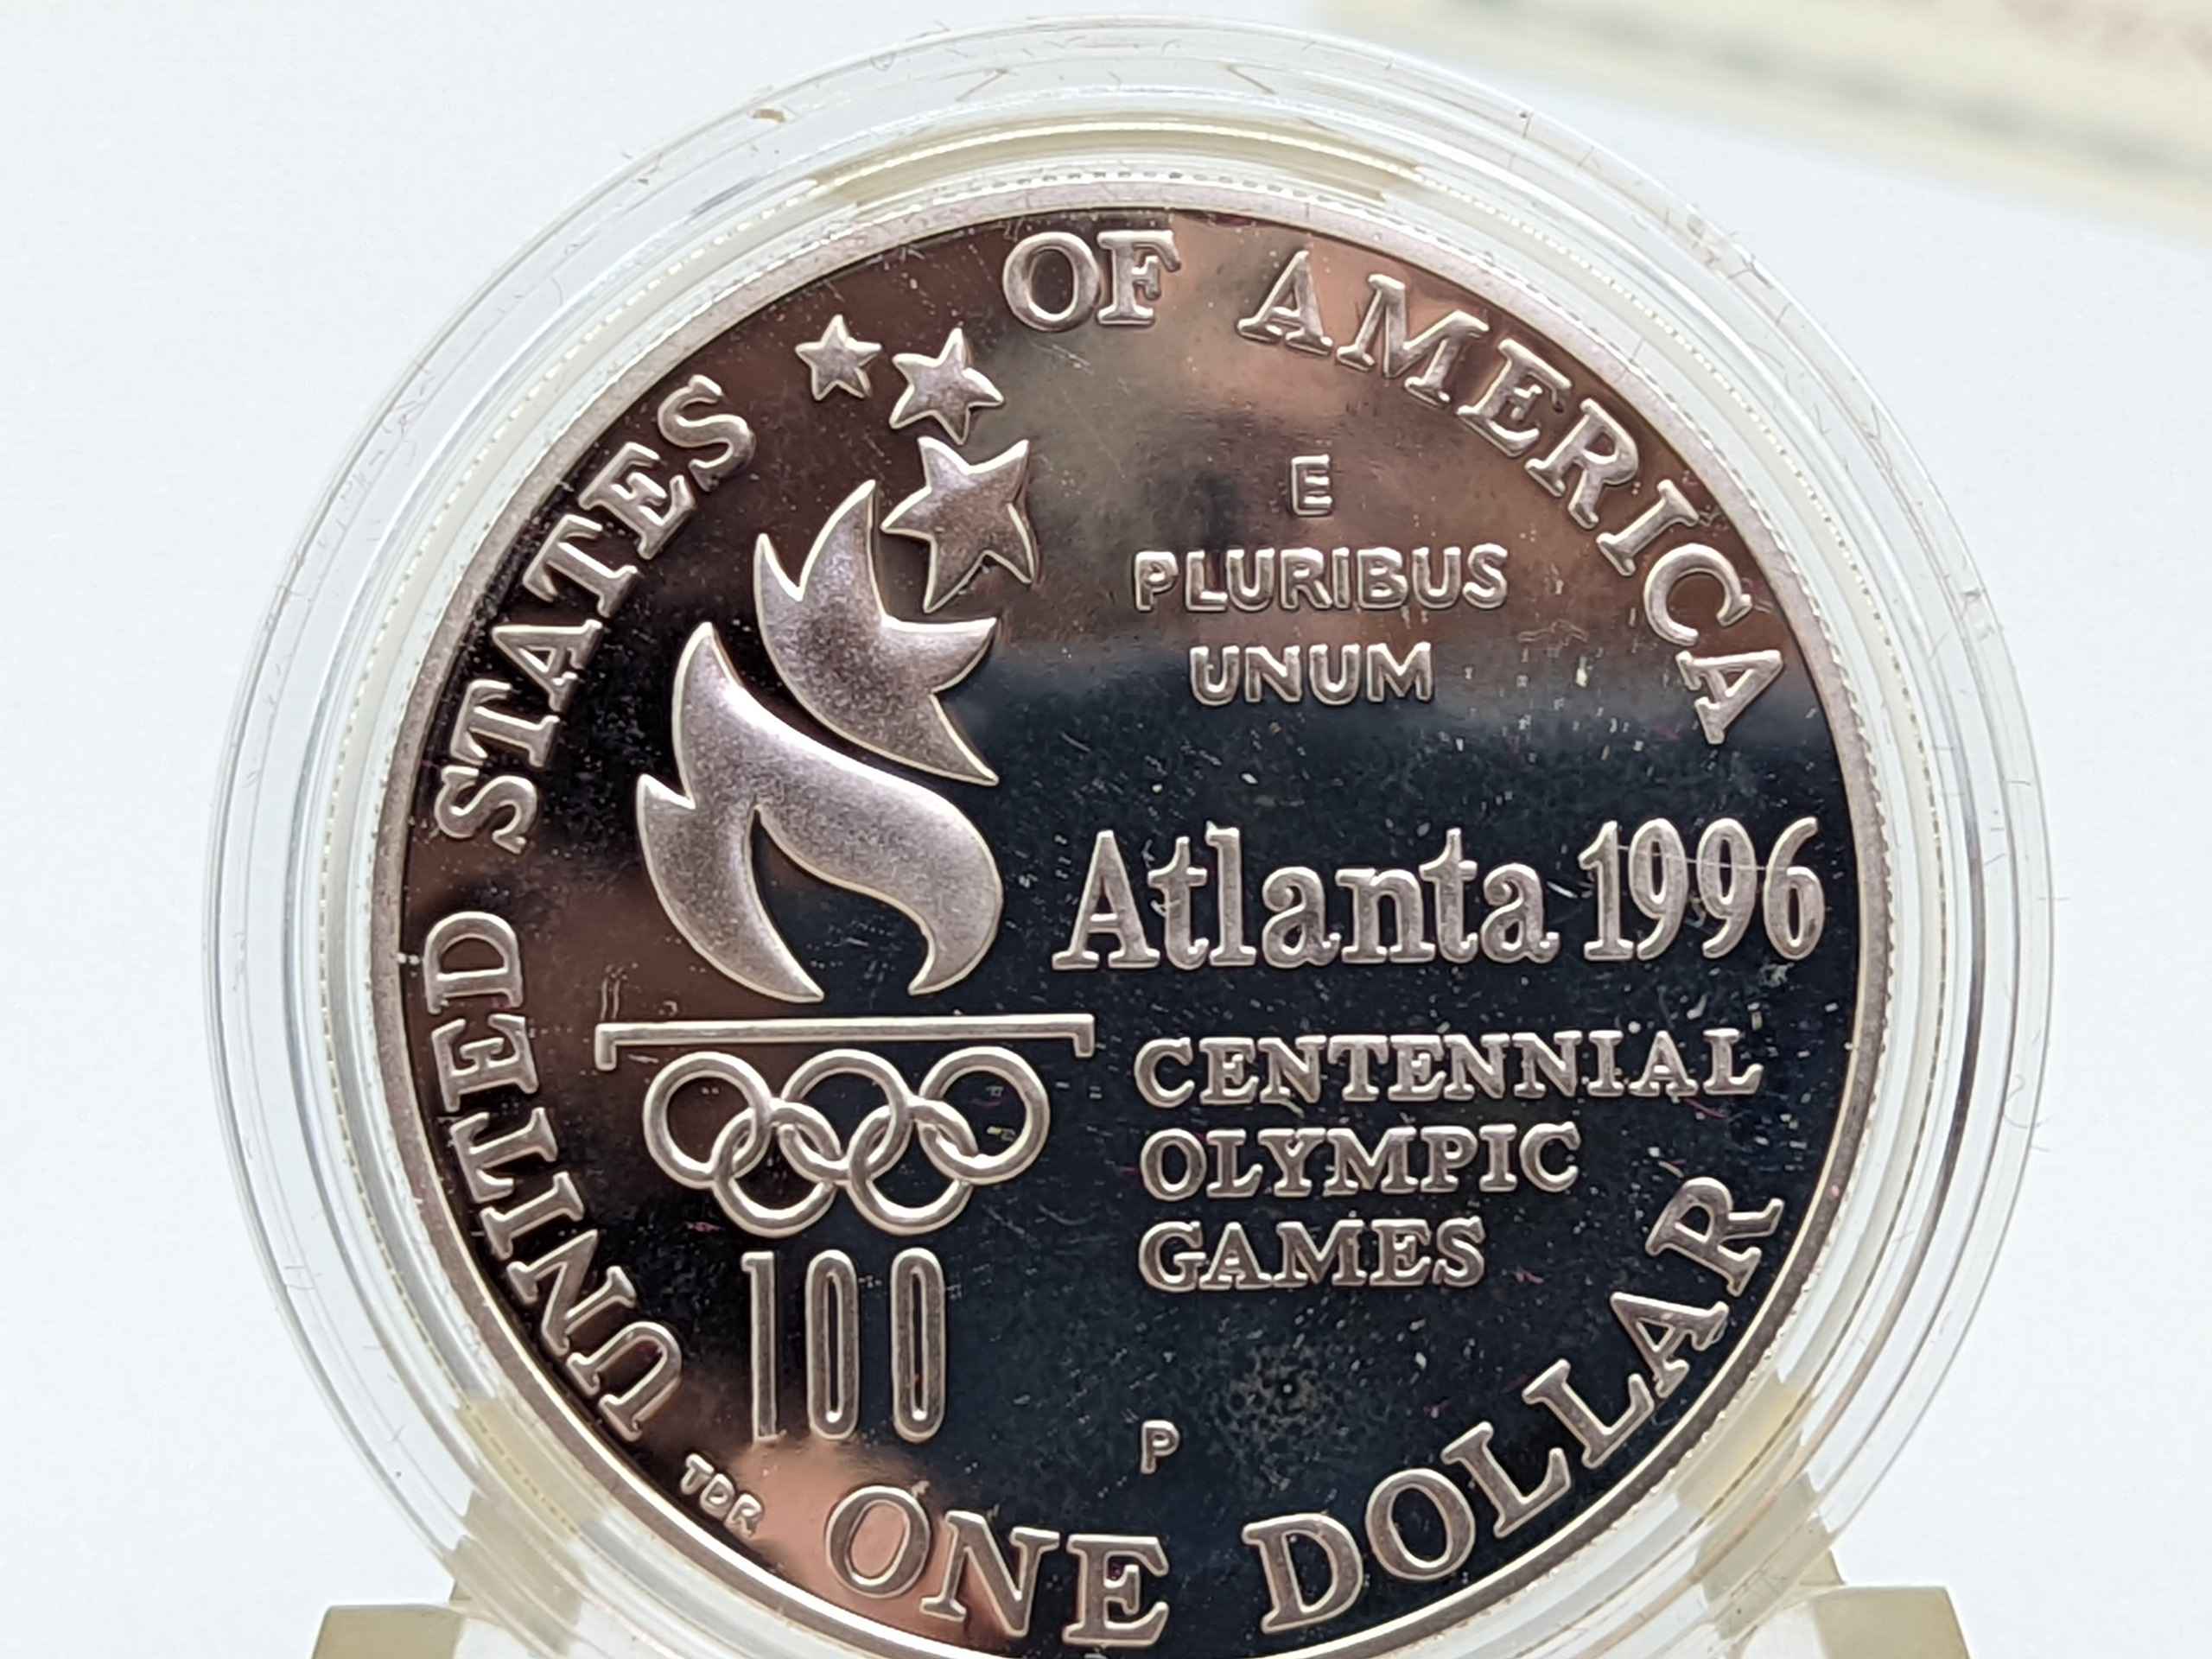 UNITED STATES OF AMERICA
E
PLURIBUS
UNUM
Atlanta 1996
CENTENNIAL
OLYMPIC
GAMES
100
P
TDR
ONE DOLLAR